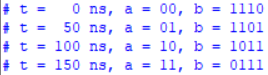 # t =   0 ns, a = 00, b = 1110
# t =  50 ns, a = 01, b = 1101
# t = 100 ns, a = 10, b = 1011
# t = 150 ns, a = 11, b = 0111